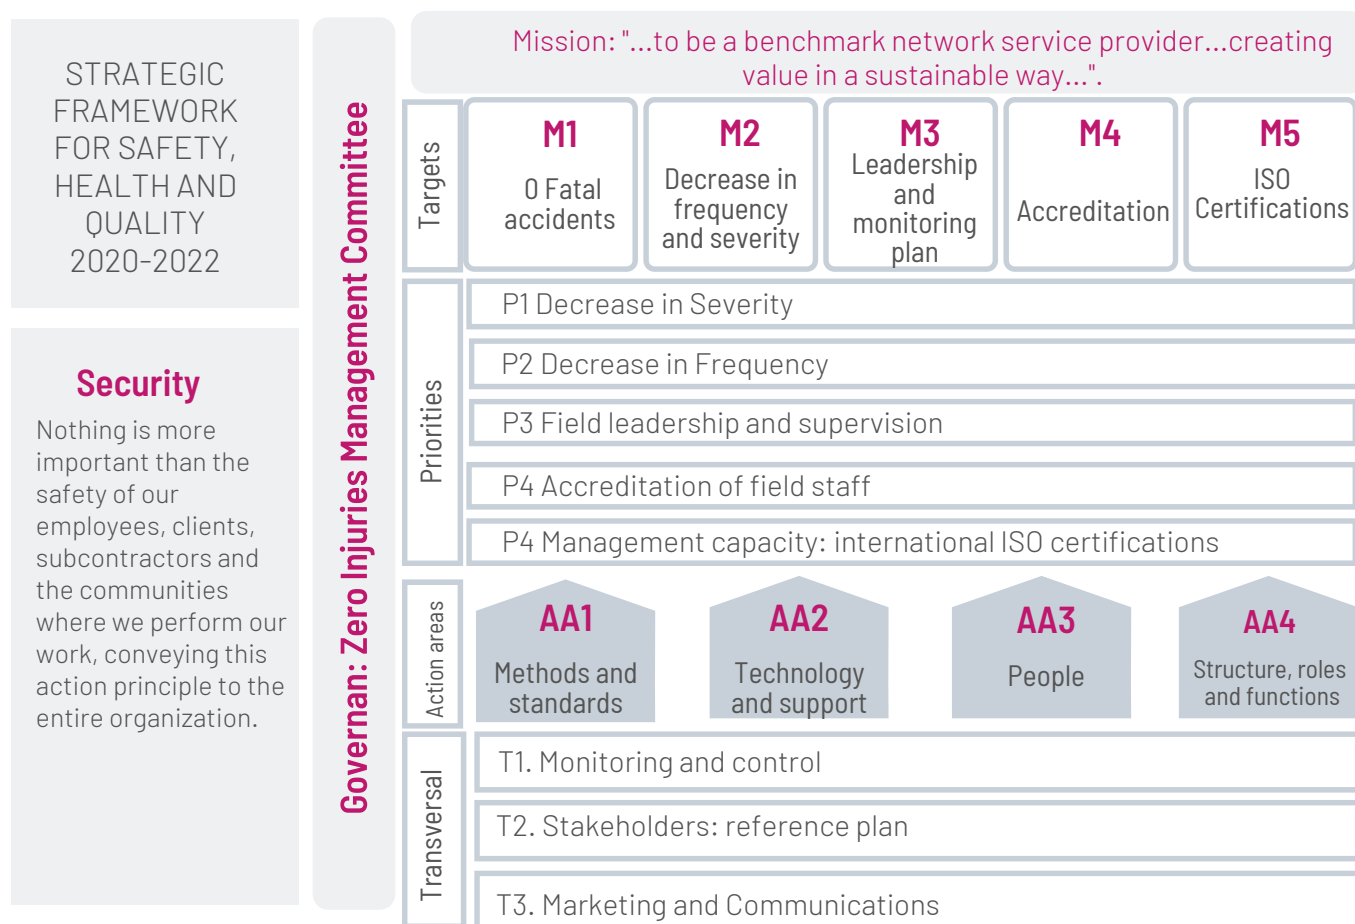 STRATEGIC
FRAMEWORK
FOR SAFETY,
HEALTH AND
QUALITY
2020-2022
Security
Nothing is more
important than the
safety of our
employees, clients,
subcontractors and
the communities
where we perform our
work, conveying this
action principle to the
entire organization.
Governan: Zero Injuries Management Committee
Mission: "...to be a benchmark network service provider...creating
value in a sustainable way...".
Targets
M1
0 Fatal
accidents
M2
Decrease in
frequency
and severity
M3
Leadership
and
monitoring
plan
M4
Accreditation
M5
ISO
Certifications
Priorities
P1 Decrease in Severity
P2 Decrease in Frequency
P3 Field leadership and supervision
P4 Accreditation of field staff
P4 Management capacity: international ISO certifications
Action areas
AA1
Methods and
standards
AA2
Technology
and support
AA3
People
AA4
Structure, roles
and functions
Transversal
T1. Monitoring and control
T2. Stakeholders: reference plan
T3. Marketing and Communications